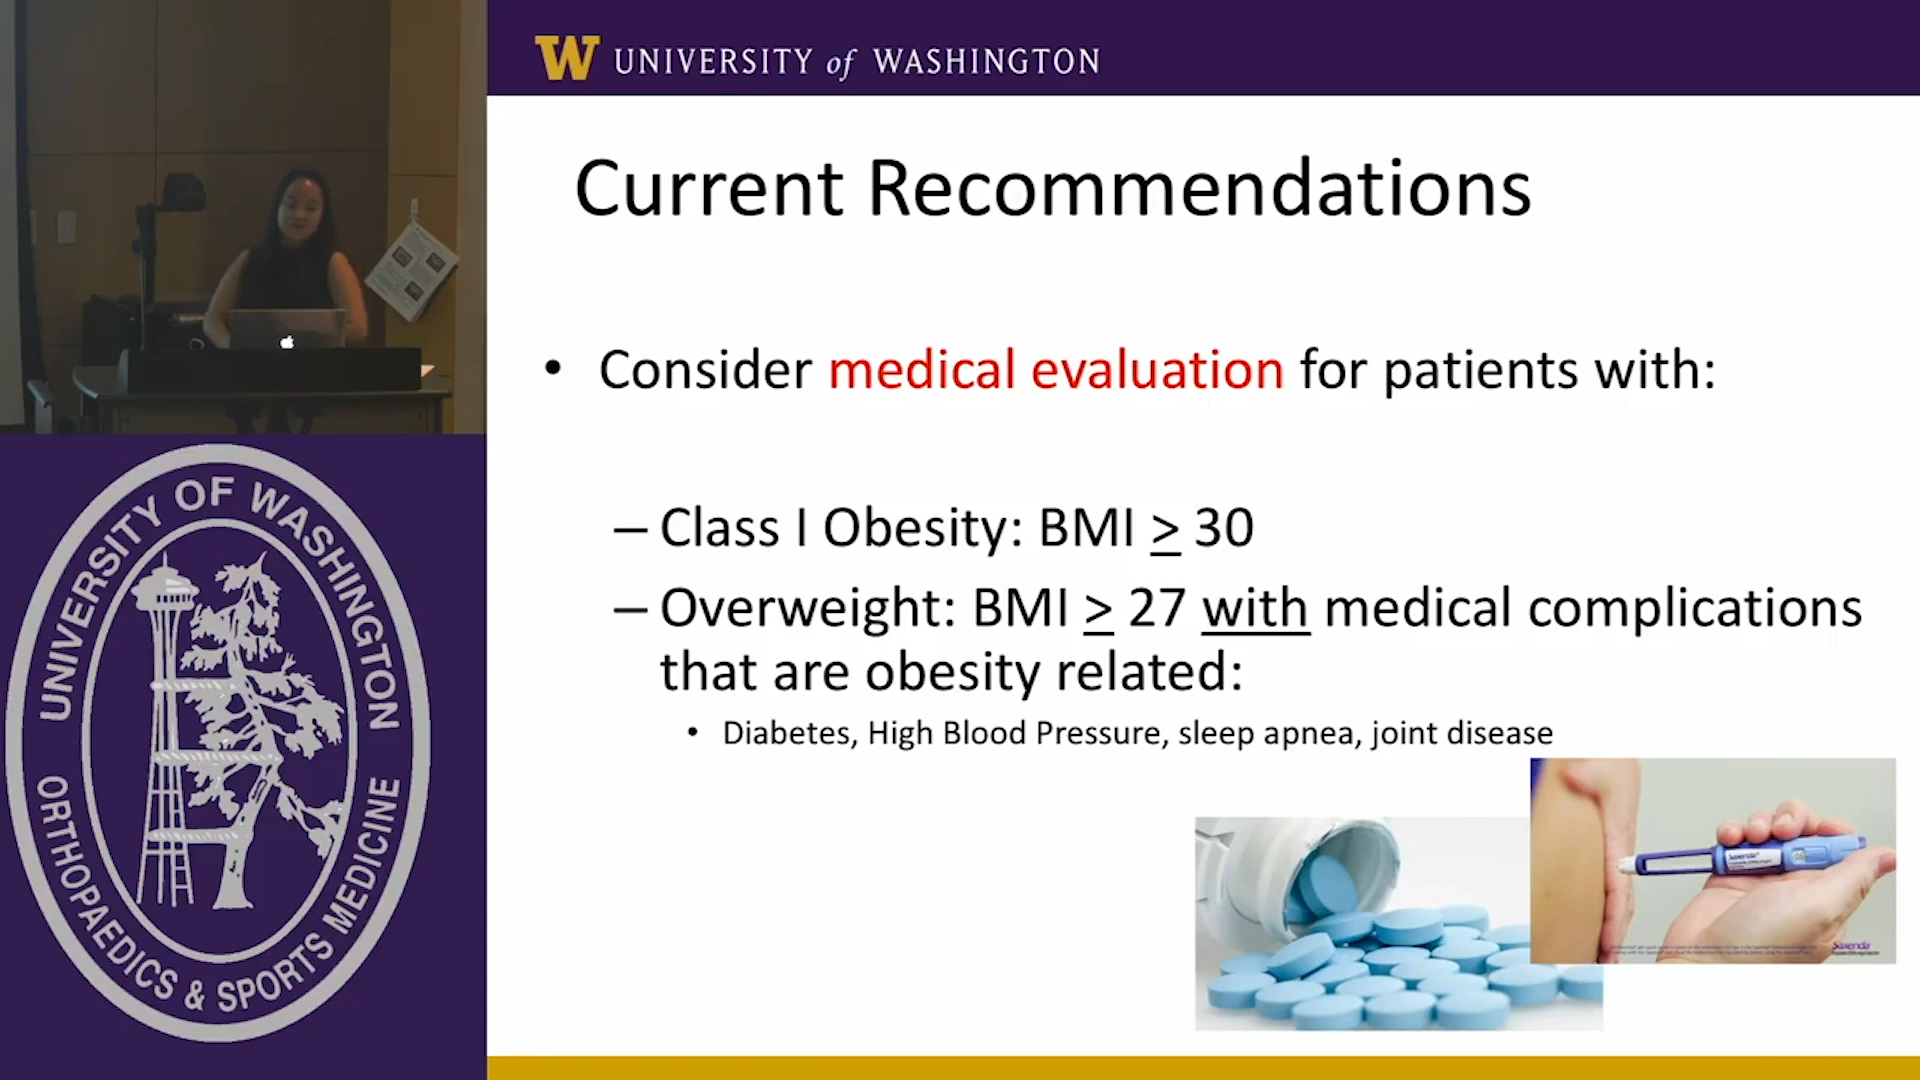 W UNIVERSITY of WASHINGTON
Current Recommendations
• Consider medical evaluation for patients with:
– Class I Obesity: BMI ≥ 30
– Overweight: BMI ≥ 27 with medical complications
that are obesity related:
• Diabetes, High Blood Pressure, sleep apnea, joint disease
UNIVERSITY OF WASHINGTON
ORTHOPAEDICS & SPORTS MEDICINE
Saxenda
Saxenda